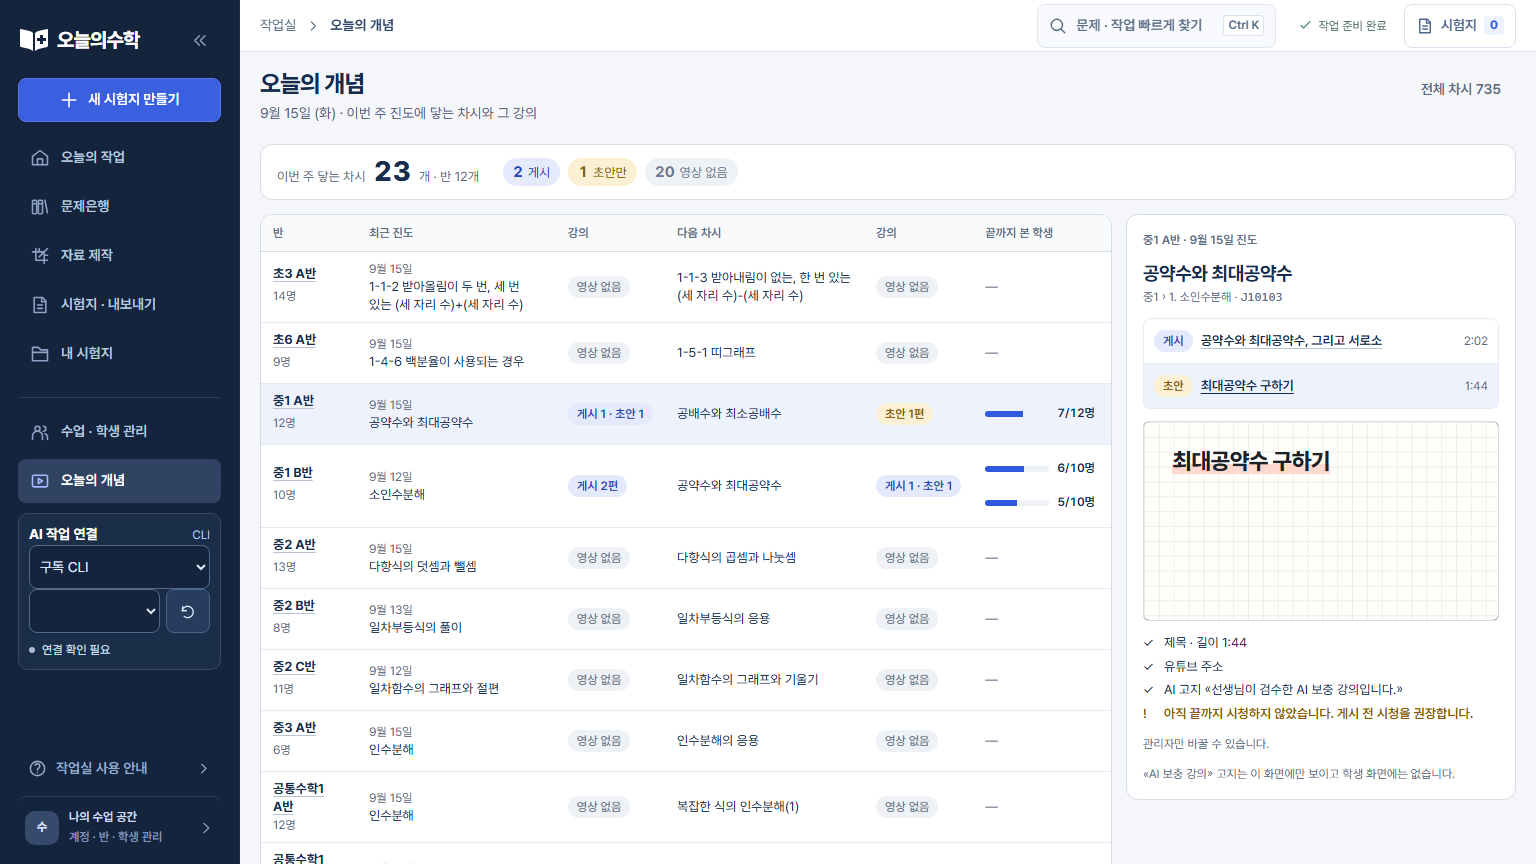 오늘의수학
새 시험지 만들기
오늘의 작업
문제은행
자료 제작
시험지 · 내보내기
내 시험지
수업 · 학생 관리
오늘의 개념
AI 작업 연결 CLI
구독 CLI
연결 확인 필요
작업실 사용 안내
수 나의 수업 공간
계정 · 반 · 학생 관리
작업실 > 오늘의 개념
문제 · 작업 빠르게 찾기 Ctrl K
작업 준비 완료
시험지 0
오늘의 개념
9월 15일 (화) · 이번 주 진도에 닿는 차시와 그 강의
전체 차시 735
이번 주 닿는 차시 23 개 · 반 12개 2 게시 1 초안만 20 영상 없음
반 최근 진도 강의 다음 차시 강의 끝까지 본 학생
초3 A반
14명
9월 15일
1-1-2 받아올림이 두 번, 세 번
있는 (세 자리 수)+(세 자리 수)
영상 없음
1-1-3 받아내림이 없는, 한 번 있는
(세 자리 수)-(세 자리 수)
영상 없음
—
초6 A반
9명
9월 15일
1-4-6 백분율이 사용되는 경우
영상 없음
1-5-1 띠그래프
영상 없음
—
중1 A반
12명
9월 15일
공약수와 최대공약수
게시 1 · 초안 1
공배수와 최소공배수
초안 1편
7/12명
중1 B반
10명
9월 12일
소인수분해
게시 2편
공약수와 최대공약수
게시 1 · 초안 1
6/10명
5/10명
중2 A반
13명
9월 15일
다항식의 덧셈과 뺄셈
영상 없음
다항식의 곱셈과 나눗셈
영상 없음
—
중2 B반
8명
9월 13일
일차부등식의 풀이
영상 없음
일차부등식의 응용
영상 없음
—
중2 C반
11명
9월 12일
일차함수의 그래프와 절편
영상 없음
일차함수의 그래프와 기울기
영상 없음
—
중3 A반
6명
9월 15일
인수분해
영상 없음
인수분해의 응용
영상 없음
—
공통수학1
A반
12명
9월 15일
인수분해
영상 없음
복잡한 식의 인수분해(1)
영상 없음
—
공통수학1
중1 A반 · 9월 15일 진도
공약수와 최대공약수
중1 › 1. 소인수분해 · J10103
게시 공약수와 최대공약수, 그리고 서로소 2:02
초안 최대공약수 구하기 1:44
최대공약수 구하기
제목 · 길이 1:44
유튜브 주소
AI 고지 «선생님이 검수한 AI 보충 강의입니다.»
! 아직 끝까지 시청하지 않았습니다. 게시 전 시청을 권장합니다.
관리자만 바꿀 수 있습니다.
«AI 보충 강의» 고지는 이 화면에만 보이고 학생 화면에는 없습니다.